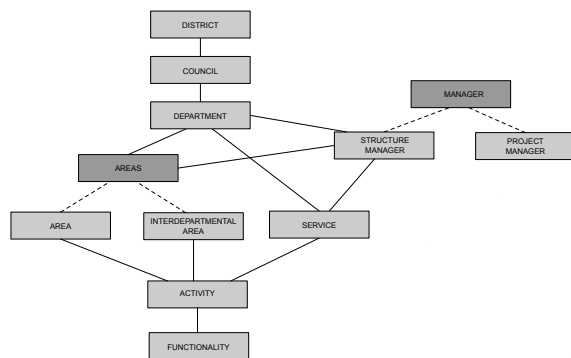 DISTRICT
COUNCIL
MANAGER
DEPARTMENT
STRUCTURE
MANAGER
PROJECT
MANAGER
AREAS
AREA
INTERDEPARTMENTAL
AREA
SERVICE
ACTIVITY
FUNCTIONALITY